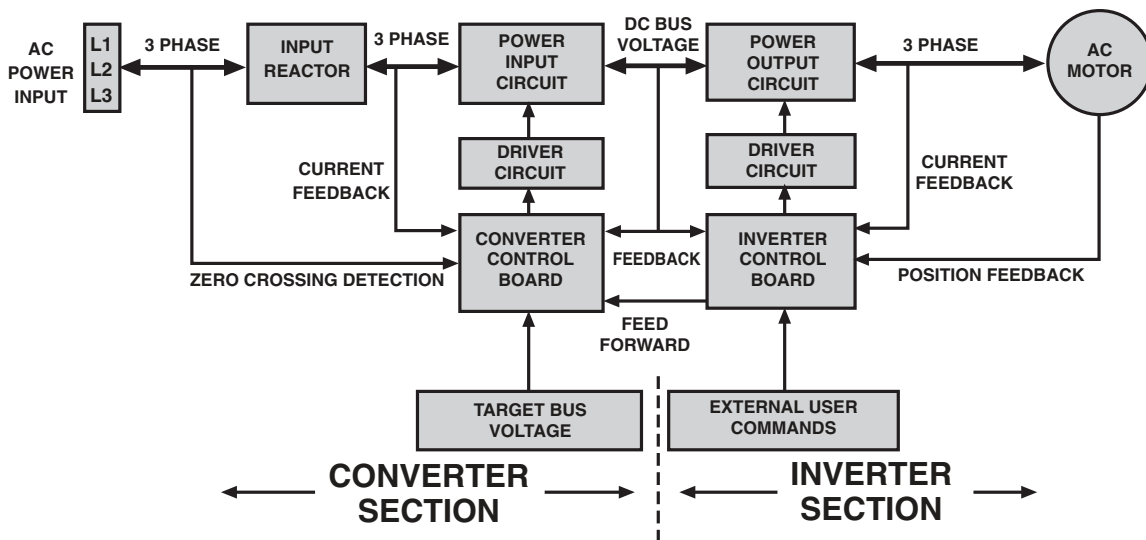 AC
POWER
INPUT
L1
L2
L3
3 PHASE
INPUT
REACTOR
3 PHASE
POWER
INPUT
CIRCUIT
DC BUS
VOLTAGE
POWER
OUTPUT
CIRCUIT
3 PHASE
AC
MOTOR
CURRENT
FEEDBACK
DRIVER
CIRCUIT
DRIVER
CIRCUIT
CURRENT
FEEDBACK
ZERO CROSSING DETECTION
CONVERTER
CONTROL
BOARD
FEEDBACK
INVERTER
CONTROL
BOARD
POSITION FEEDBACK
FEED
FORWARD
TARGET BUS
VOLTAGE
EXTERNAL USER
COMMANDS
CONVERTER
SECTION
INVERTER
SECTION